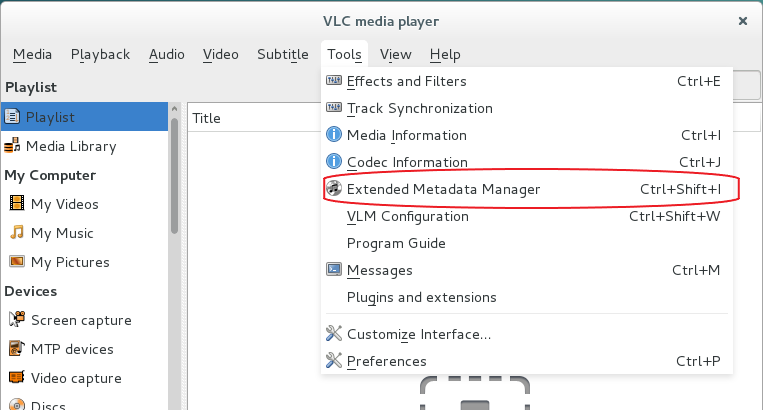 VLC media player
Media Playback Audio Video Subtitle Tools View Help
Playlist
Playlist
Media Library
My Computer
My Videos
My Music
My Pictures
Devices
Screen capture
MTP devices
Video capture
Discs
Title
Effects and Filters Ctrl+E
Track Synchronization
Media Information Ctrl+I
Codec Information Ctrl+J
Extended Metadata Manager Ctrl+Shift+I
VLM Configuration Ctrl+Shift+W
Program Guide
Messages Ctrl+M
Plugins and extensions
Customize Interface...
Preferences Ctrl+P